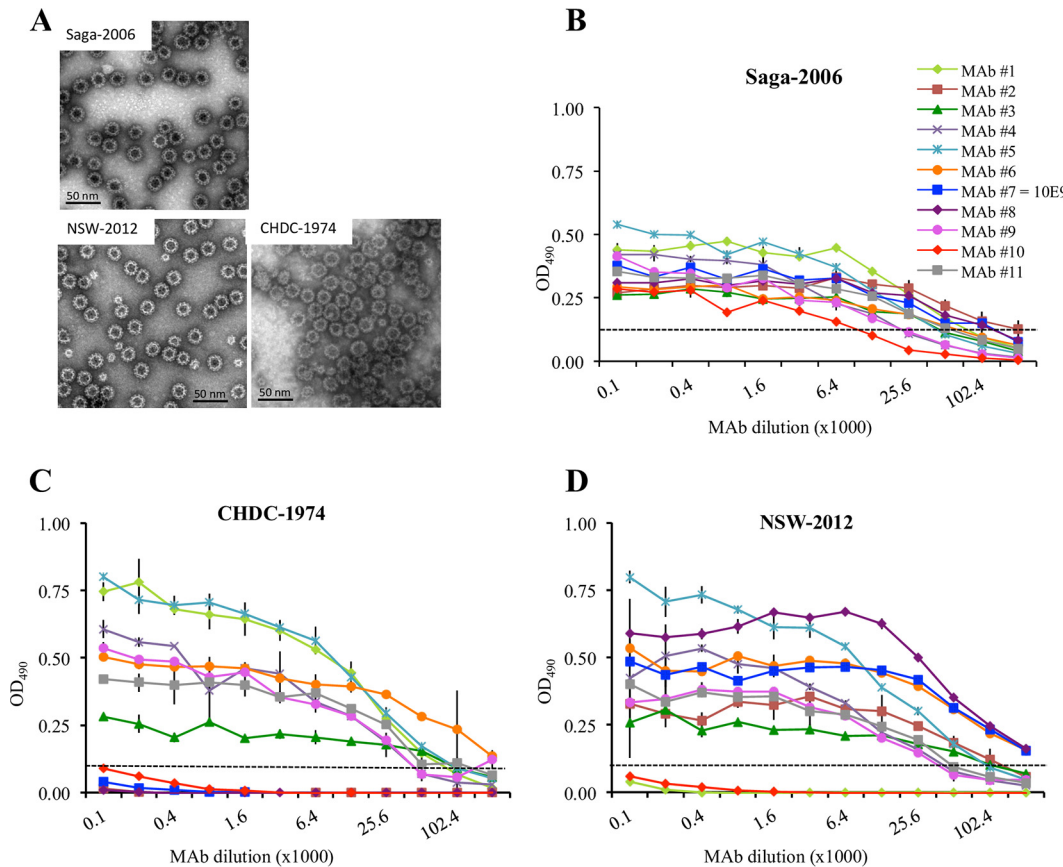 A
Saga-2006
50 nm
NSW-2012
50 nm
CHDC-1974
50 nm
B
Saga-2006
MAb #1
MAb #2
MAb #3
MAb #4
MAb #5
MAb #6
MAb #7 = 10E9
MAb #8
MAb #9
MAb #10
MAb #11
OD490
1.00
0.75
0.50
0.25
0.00
0.1
0.4
1.6
6.4
25.6
102.4
MAb dilution (x1000)
C
CHDC-1974
OD490
1.00
0.75
0.50
0.25
0.00
0.1
0.4
1.6
6.4
25.6
102.4
MAb dilution (x1000)
D
NSW-2012
OD490
1.00
0.75
0.50
0.25
0.00
0.1
0.4
1.6
6.4
25.6
102.4
MAb dilution (x1000)